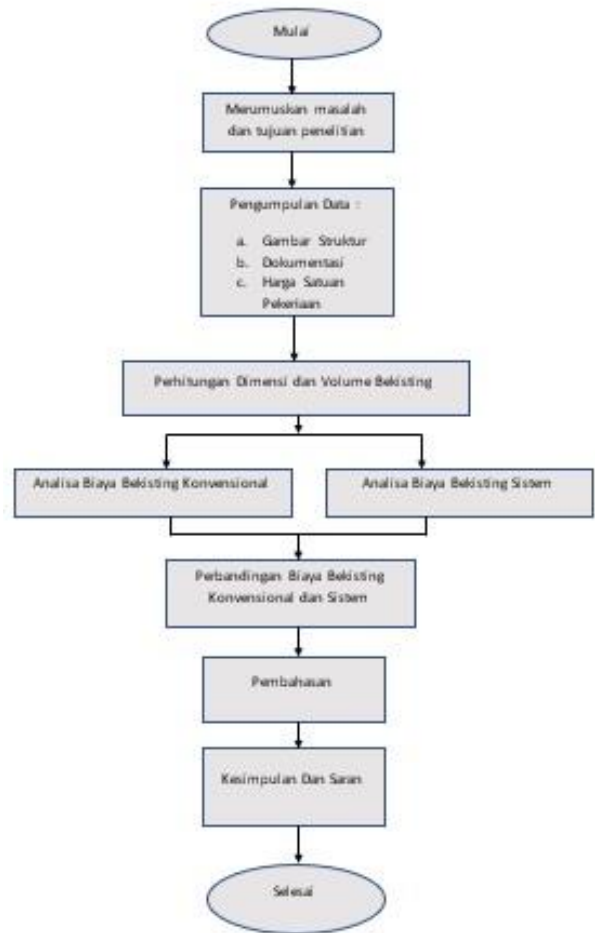 Mulai
Merumuskan masalah
dan tujuan penelitian
Pengumpulan Data :
a. Gambar Struktur
b. Dokumentasi
c. Harga Satuan
Pekerjaan
Perhitungan Dimensi dan Volume Bekisting
Analisa Biaya Bekisting Konvensional
Analisa Biaya Bekisting Sistem
Perbandingan Biaya Bekisting
Konvensional dan Sistem
Pembahasan
Kesimpulan Dan Saran
Selesai